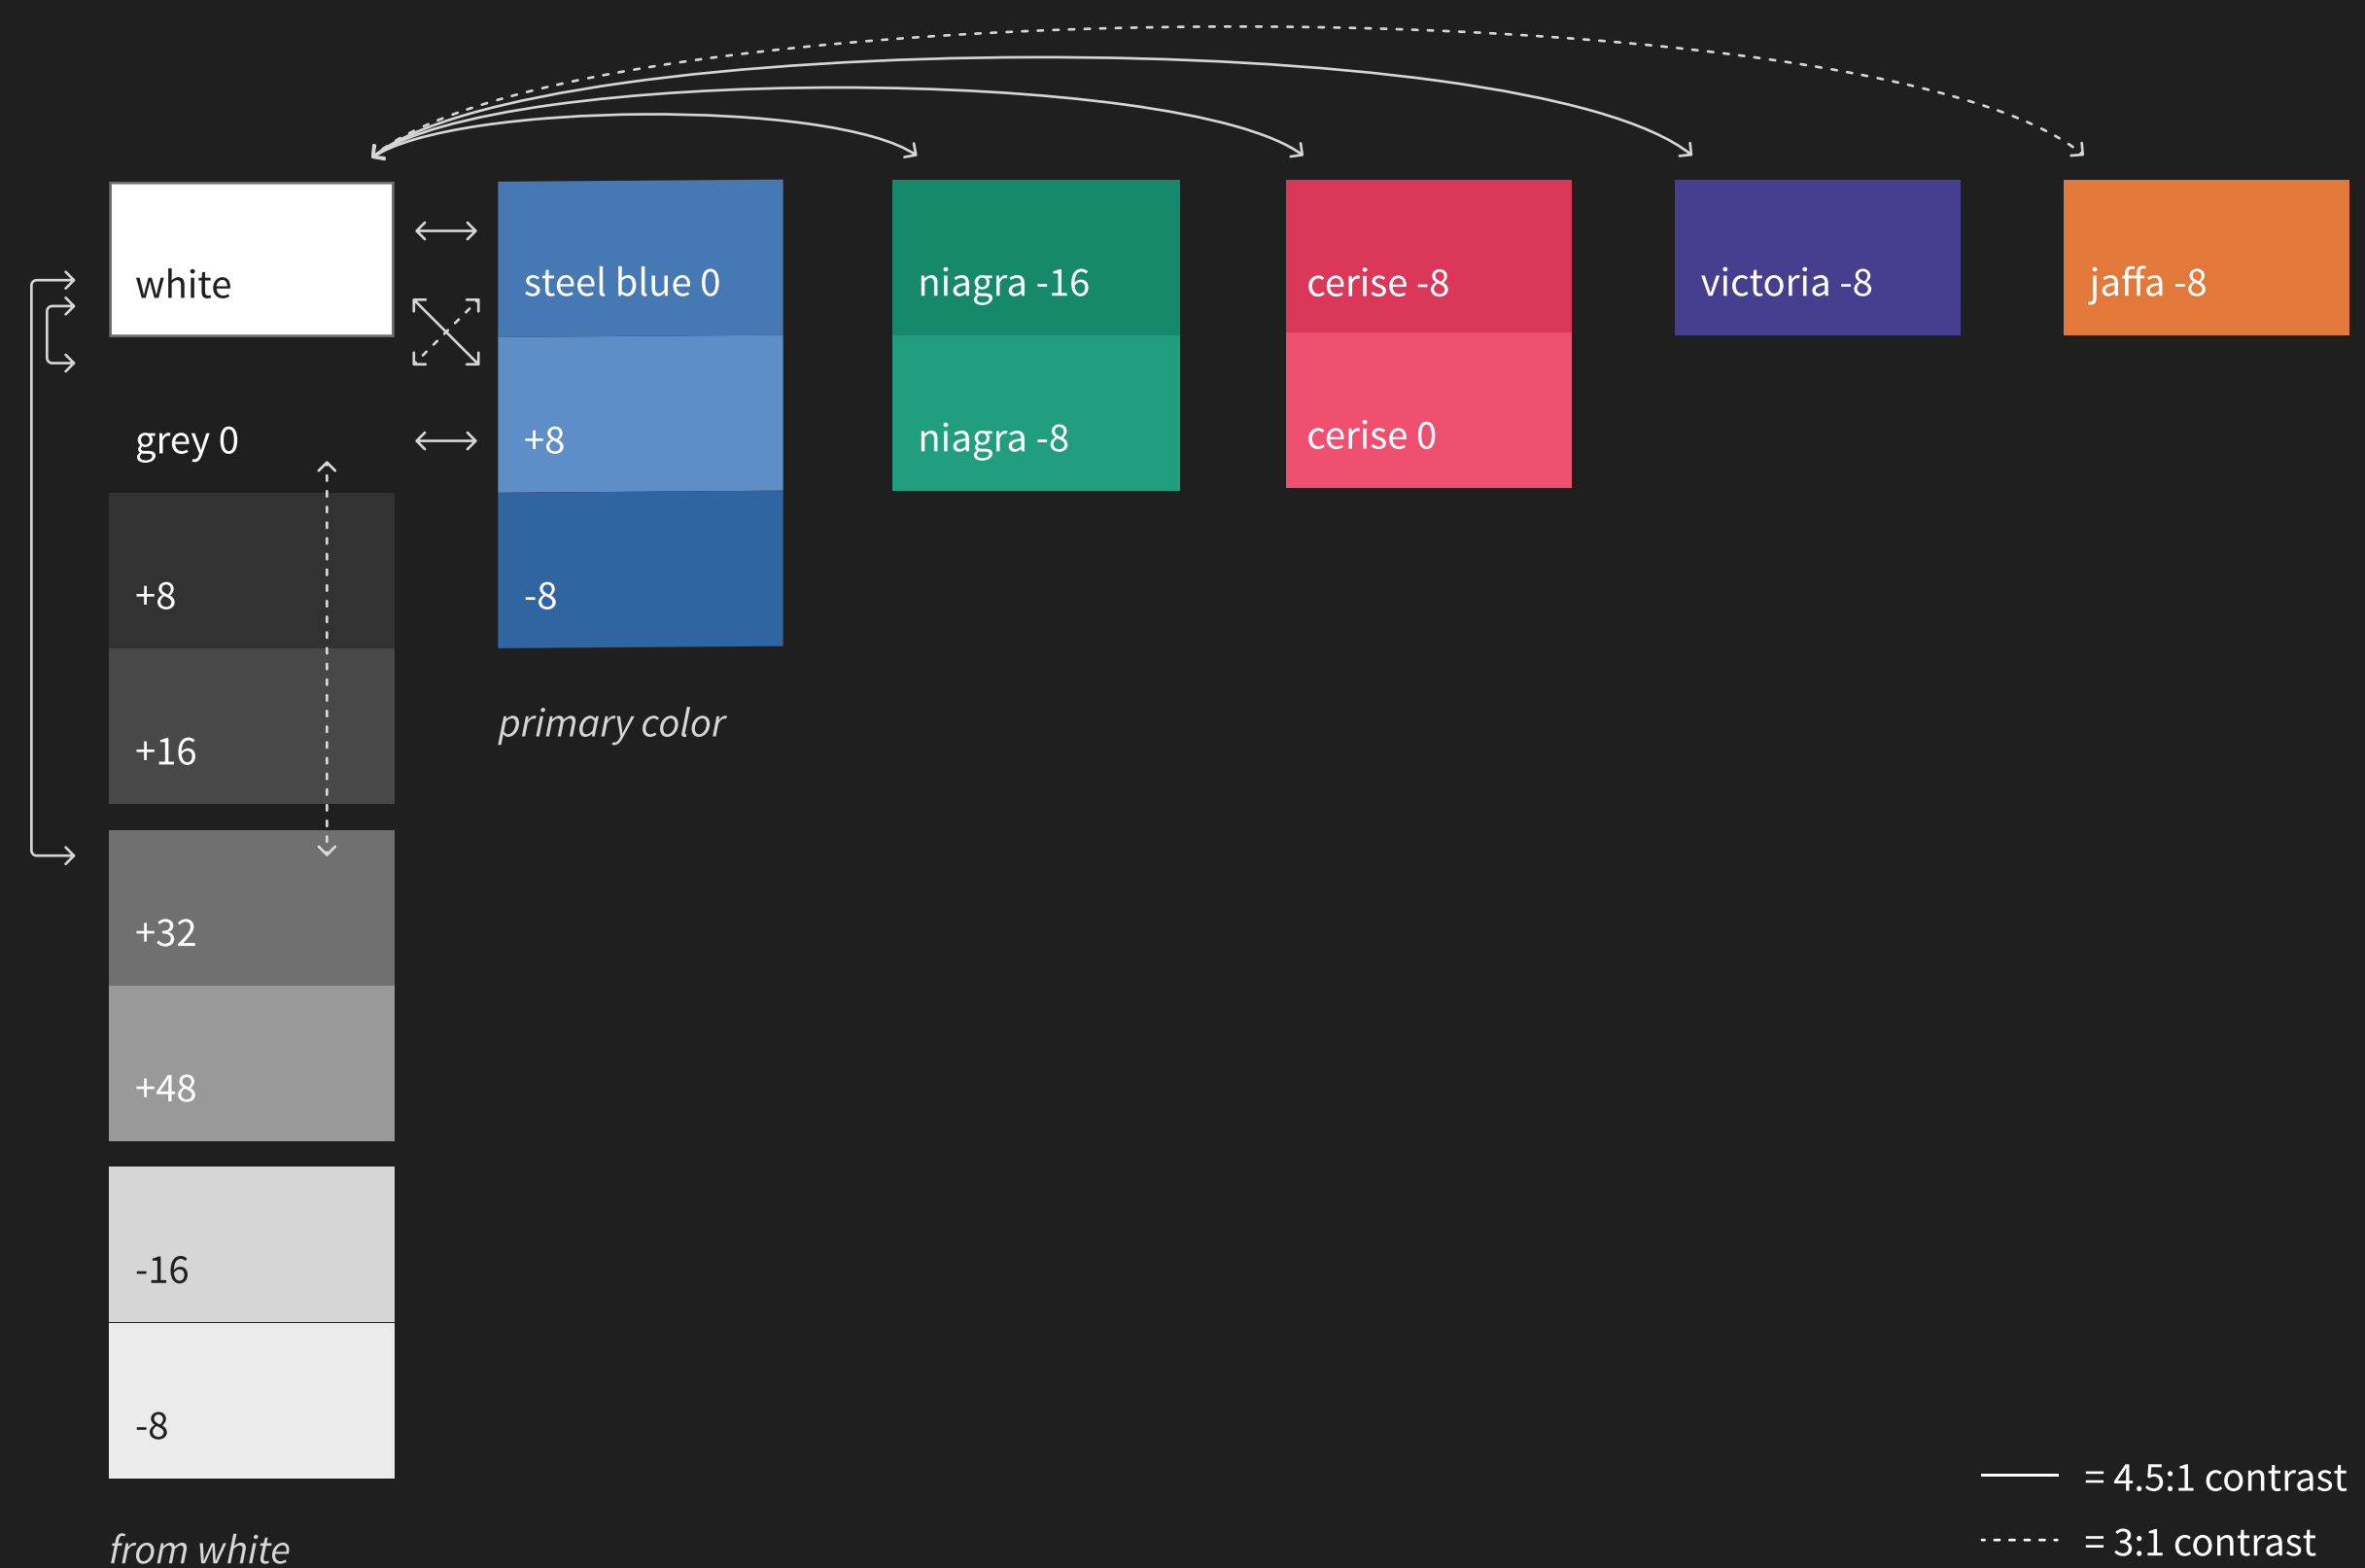 white
steel blue 0
niagra -16
cerise -8
victoria -8
jaffa -8
grey 0
+8
niagra -8
cerise 0
+8
-8
+16
primary color
+32
+48
-16
-8
from white
= 4.5:1 contrast
= 3:1 contrast